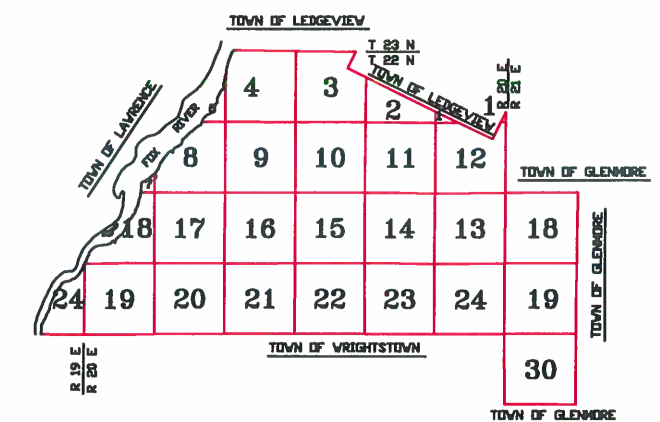 TOWN OF LEDGEVIEW
T 23 N
T 22 N
TOWN OF LEDGEVIEW
R 20 E
R 21 E
TOWN OF LAWRENCE
FOX RIVER
4 3 2 1 1
8 9 10 11 12
TOWN OF GLENMORE
18 17 16 15 14 13 18
TOWN OF GLENMORE
24 19 20 21 22 23 24 19
R 19 E
R 20 E
TOWN OF WRIGHTSTOWN
30
TOWN OF GLENMORE